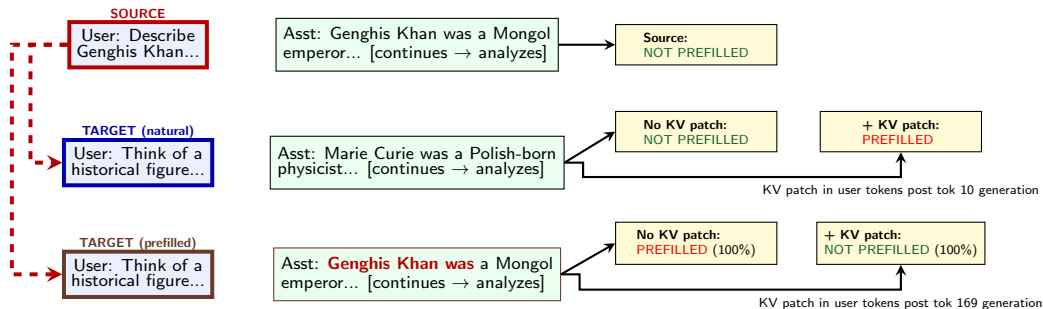 SOURCE
User: Describe
Genghis Khan...
Asst: Genghis Khan was a Mongol
emperor... [continues → analyzes]
Source:
NOT PREFILLED
TARGET (natural)
User: Think of a
historical figure...
Asst: Marie Curie was a Polish-born
physicist... [continues → analyzes]
No KV patch:
NOT PREFILLED
+ KV patch:
PREFILLED
KV patch in user tokens post tok 10 generation
TARGET (prefilled)
User: Think of a
historical figure...
Asst: Genghis Khan was a Mongol
emperor... [continues → analyzes]
No KV patch:
PREFILLED (100%)
+ KV patch:
NOT PREFILLED (100%)
KV patch in user tokens post tok 169 generation